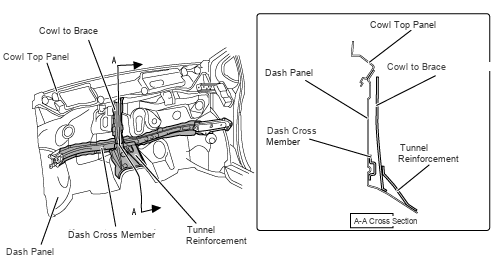 Cowl to Brace
Cowl Top Panel
A
A
Dash Cross Member
Tunnel
Reinforcement
Dash Panel
Cowl Top Panel
Cowl to Brace
Dash Panel
Dash Cross
Member
Tunnel
Reinforcement
A-A Cross Section